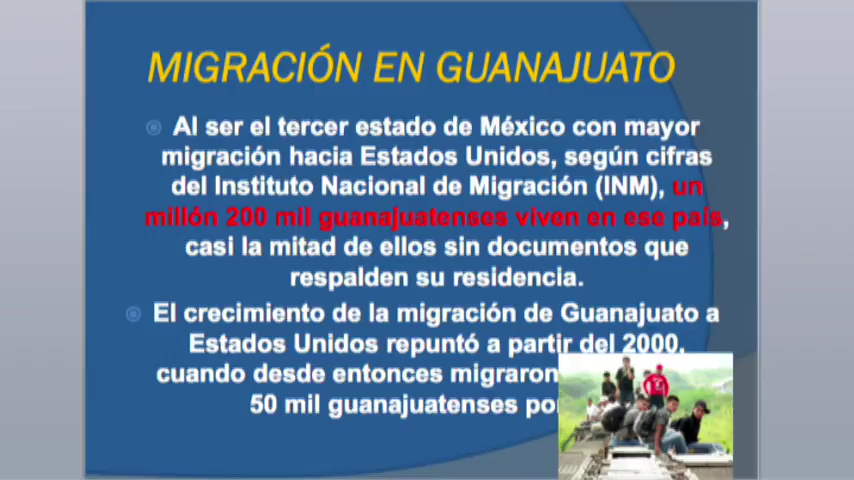 MIGRACIÓN EN GUANAJUATO
Al ser el tercer estado de México con mayor
migración hacia Estados Unidos, según cifras
del Instituto Nacional de Migración (INM), un
millón 200 mil guanajuatenses viven en ese país,
casi la mitad de ellos sin documentos que
respalden su residencia.
El crecimiento de la migración de Guanajuato a
Estados Unidos repuntó a partir del 2000,
cuando desde entonces migraron
50 mil guanajuatenses por